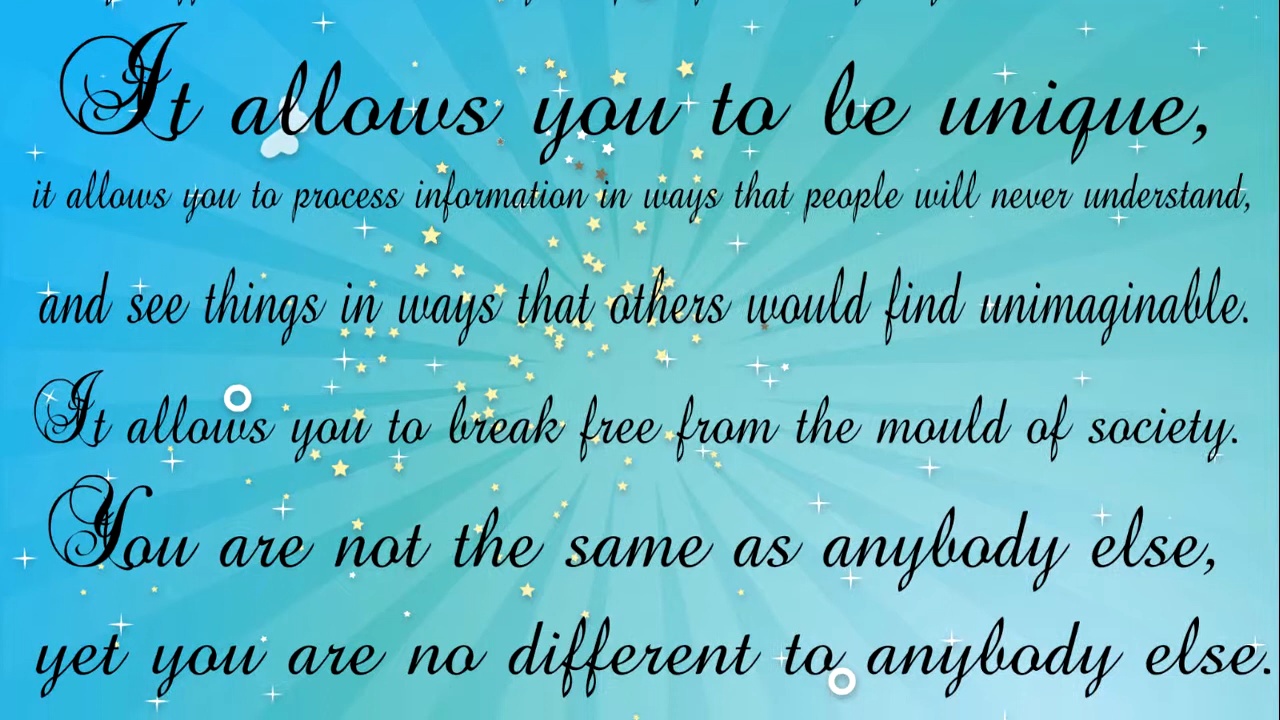 It allows you to be unique,
it allows you to process information in ways that people will never understand,
and see things in ways that others would find unimaginable.
It allows you to break free from the mould of society.
You are not the same as anybody else,
yet you are no different to anybody else.